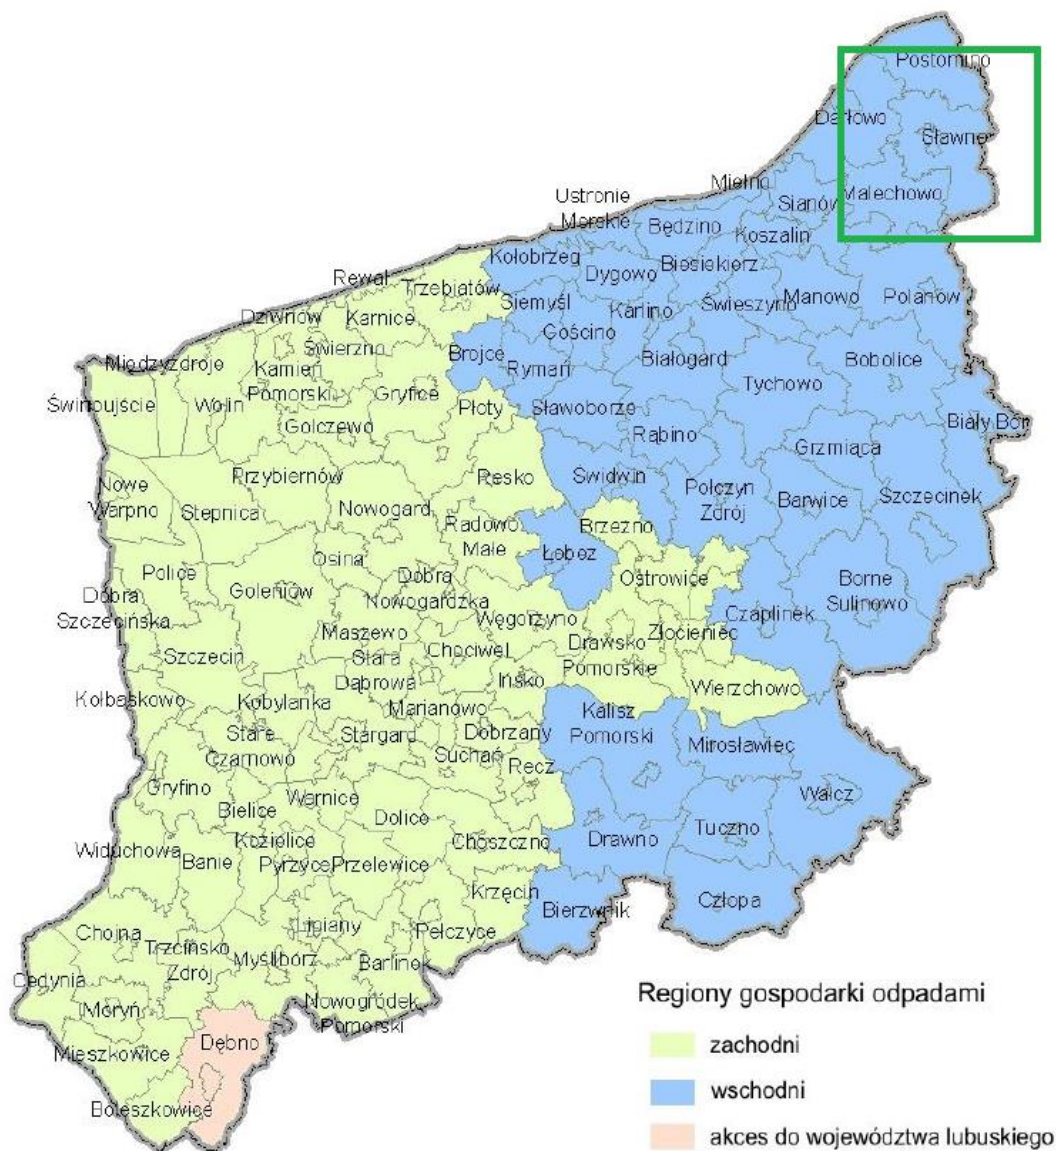 Postomino
Darłowo
Sławno
Mielno
Ustronie
Morskie
Sianów
Malechowo
Będzino
Koszalin
Kołobrzeg
Dygowo
Biesiekierz
Rewal
Trzebiatów
Siemyśl
Karlino
Świeszyno
Manowo
Polanów
Dziwnów
Karnice
Gościno
Świerzno
Międzyzdroje
Kamień
Pomorski
Brojce
Rymań
Białogard
Bobolice
Tychowo
Świnoujście
Wolin
Gryfice
Płoty
Sławoborze
Golczewo
Rąbino
Biały Bór
Grzmiąca
Przybiernów
Resko
Świdwin
Połczyn
Zdrój
Barwice
Szczecinek
Nowe
Warpno
Stepnica
Nowogard
Radowo
Małe
Brzeżno
Łobez
Osina
Police
Goleniów
Dobra
Nowogardzka
Ostrowice
Borne
Sulinowo
Dobra
Szczecińska
Węgorzyno
Czaplinek
Maszewo
Złocieniec
Drawsko
Pomorskie
Chociwel
Szczecin
Stara
Dąbrowa
Ińsko
Wierzchowo
Kołbaskowo
Kobylanka
Marianowo
Kalisz
Pomorski
Stare
Czarnowo
Stargard
Dobrzany
Mirosławiec
Suchań
Recz
Gryfino
Warnice
Wałcz
Bielice
Dolice
Tuczno
Kozielice
Choszczno
Drawno
Widuchowa
Banie
Pyrzyce
Przelewice
Krzęcin
Człopa
Bierzwnik
Lipiany
Pełczyce
Chojna
Trzcińsko
Zdrój
Myślibórz
Barlinek
Cedynia
Moryń
Nowogródek
Pomorski
Dębno
Mieszkowice
Boleszkowice
Regiony gospodarki odpadami
zachodni
wschodni
akces do województwa lubuskiego